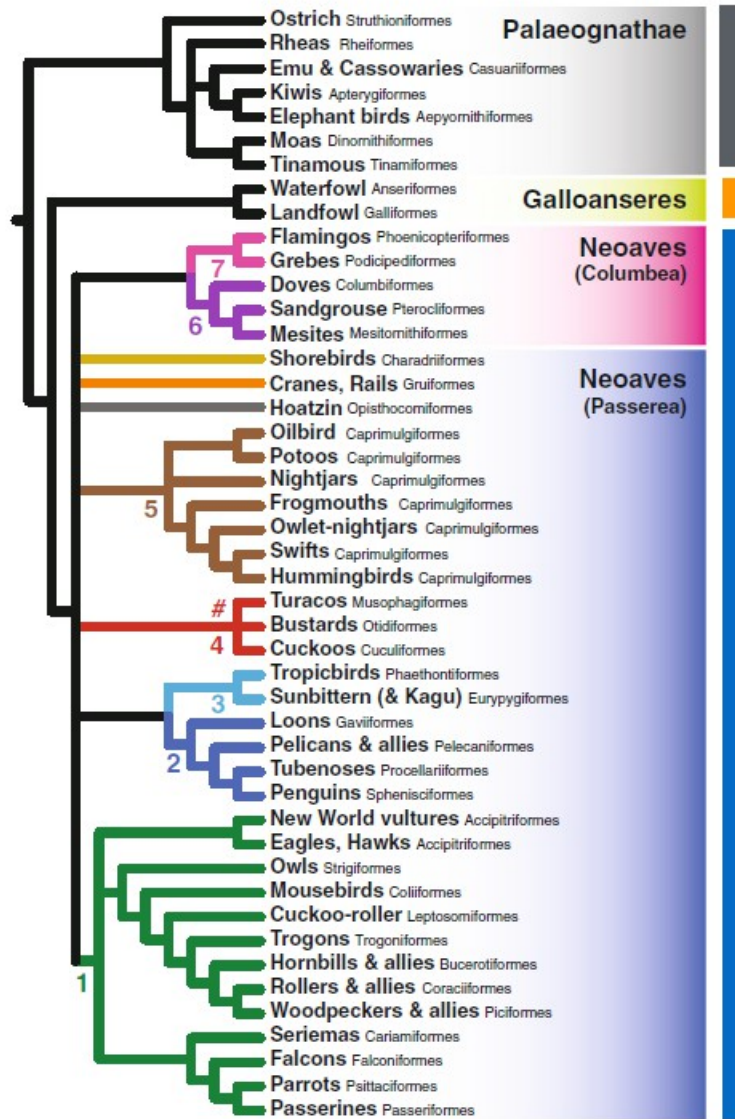 Ostrich Struthioniformes
Palaeognathae
Rheas Rheiformes
Emu & Cassowaries Casuariiformes
Kiwis Apterygiformes
Elephant birds Aepyornithiformes
Moas Dinornithiformes
Tinamous Tinamiformes
Waterfowl Anseriformes
Galloanseres
Landfowl Galliformes
Flamingos Phoenicopteriformes
Neoaves
(Columbea)
7
Grebes Podicipediformes
Doves Columbiformes
6
Sandgrouse Pterocliformes
Mesites Mesitornithiformes
Shorebirds Charadriiformes
Neoaves
(Passerea)
Cranes, Rails Gruiformes
Hoatzin Opisthocomiformes
Oilbird Caprimulgiformes
Potoos Caprimulgiformes
Nightjars Caprimulgiformes
5
Frogmouths Caprimulgiformes
Owlet-nightjars Caprimulgiformes
Swifts Caprimulgiformes
Hummingbirds Caprimulgiformes
#
Turacos Musophagiformes
Bustards Otidiformes
4
Cuckoos Cuculiformes
Tropicbirds Phaethontiformes
3
Sunbittern (& Kagu) Eurypygiformes
Loons Gaviiformes
2
Pelicans & allies Pelecaniformes
Tubenoses Procellariiformes
Penguins Sphenisciformes
New World vultures Accipitriformes
Eagles, Hawks Accipitriformes
Owls Strigiformes
Mousebirds Coliiformes
Cuckoo-roller Leptosomiformes
Trogons Trogoniformes
Hornbills & allies Bucerotiformes
1
Rollers & allies Coraciiformes
Woodpeckers & allies Piciformes
Seriemas Cariamiformes
Falcons Falconiformes
Parrots Psittaciformes
Passerines Passeriformes